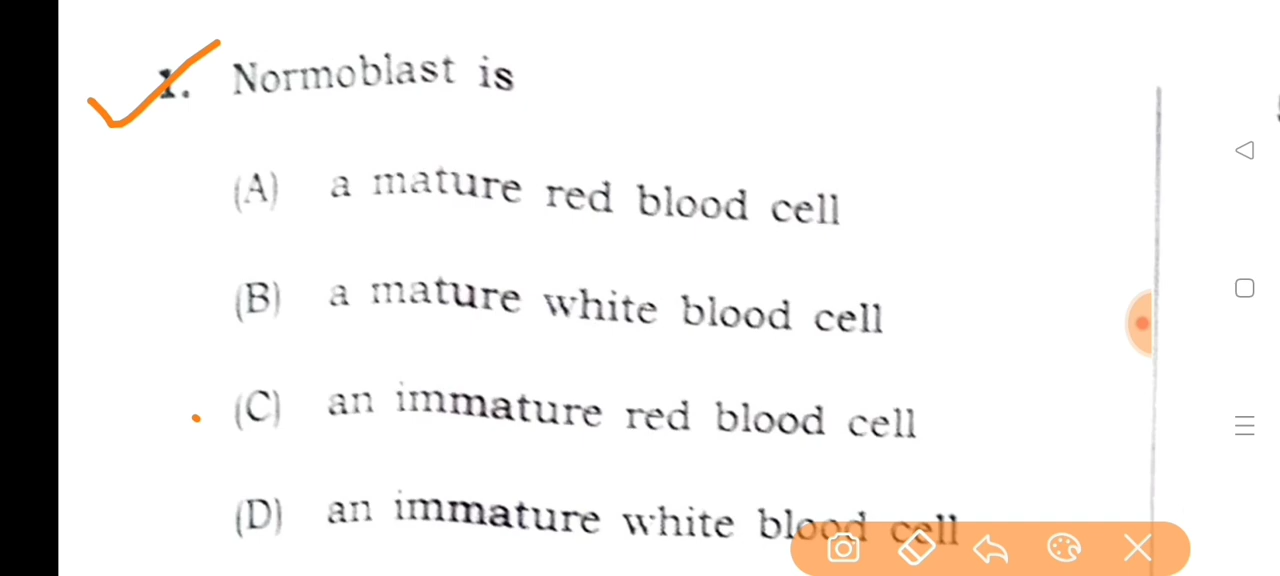 1. Normoblast is
(A) a mature red blood cell
(B) a mature white blood cell
(C) an immature red blood cell
(D) an immature white blood cell